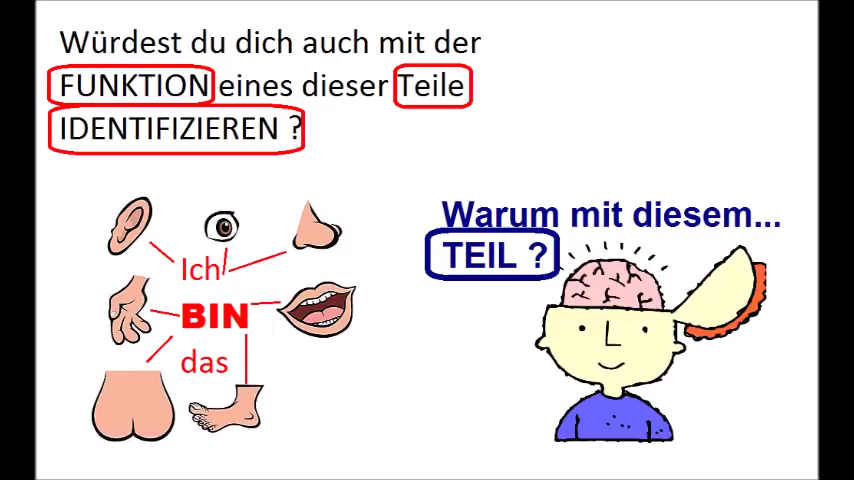 Würdest du dich auch mit der
FUNKTION eines dieser Teile
IDENTIFIZIEREN ?
Warum mit diesem...
TEIL ?
Ich
BIN
das